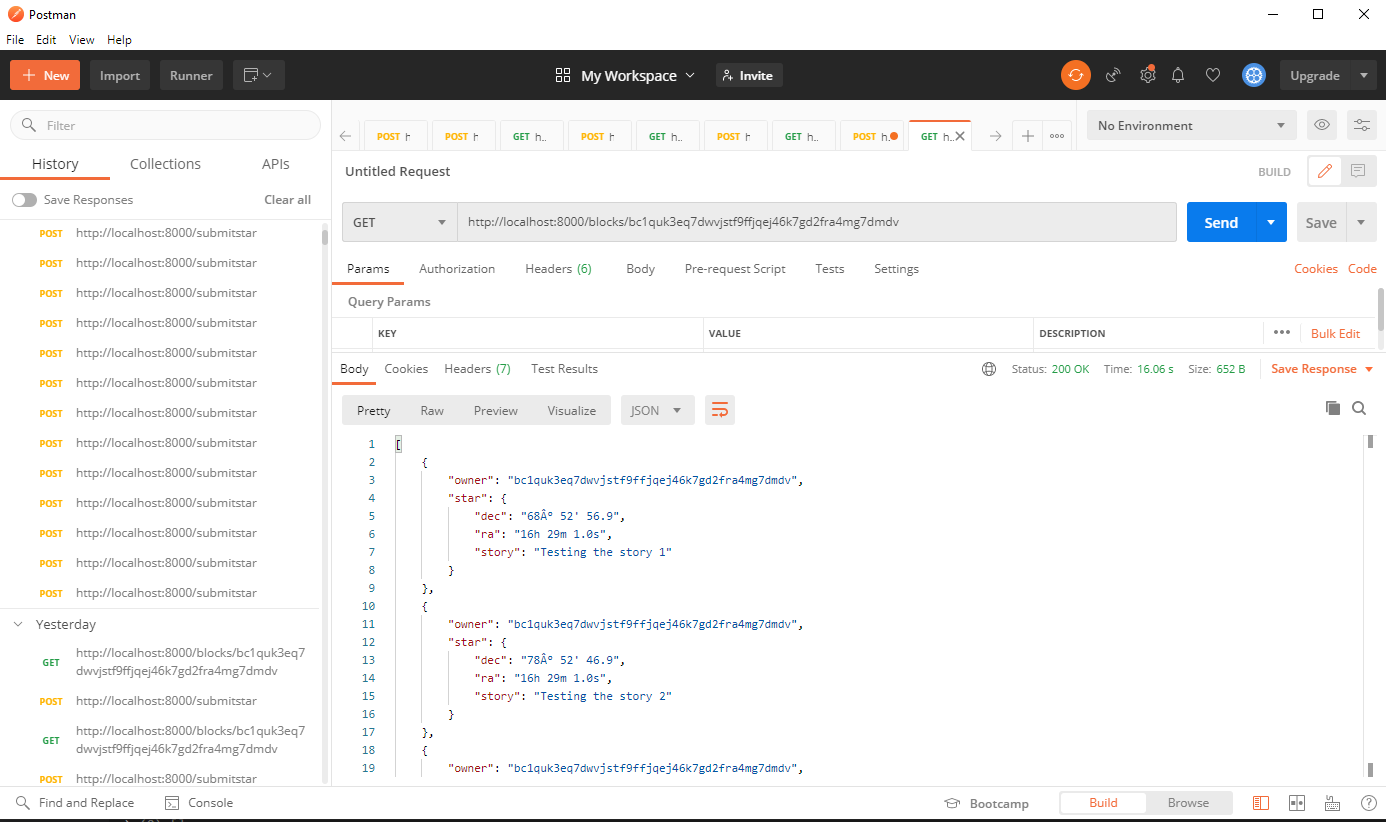 Postman
File Edit View Help
New Import Runner My Workspace Invite Upgrade
Filter
History Collections APIs
Save Responses Clear all
POST http://localhost:8000/submitstar
POST http://localhost:8000/submitstar
POST http://localhost:8000/submitstar
POST http://localhost:8000/submitstar
POST http://localhost:8000/submitstar
POST http://localhost:8000/submitstar
POST http://localhost:8000/submitstar
POST http://localhost:8000/submitstar
POST http://localhost:8000/submitstar
POST http://localhost:8000/submitstar
POST http://localhost:8000/submitstar
POST http://localhost:8000/submitstar
POST http://localhost:8000/submitstar
Yesterday
GET http://localhost:8000/blocks/bc1quk3eq7
dwvjstf9ffjqej46k7gd2fra4mg7dmdv
POST http://localhost:8000/submitstar
GET http://localhost:8000/blocks/bc1quk3eq7
dwvjstf9ffjqej46k7gd2fra4mg7dmdv
POST http://localhost:8000/submitstar
POST h POST h GET h.. POST h GET h.. POST h GET h.. POST h. GET h.. No Environment
Untitled Request BUILD
GET http://localhost:8000/blocks/bc1quk3eq7dwvjstf9ffjqej46k7gd2fra4mg7dmdv Send Save
Params Authorization Headers (6) Body Pre-request Script Tests Settings Cookies Code
Query Params
KEY VALUE DESCRIPTION Bulk Edit
Body Cookies Headers (7) Test Results Status: 200 OK Time: 16.06 s Size: 652 B Save Response
Pretty Raw Preview Visualize JSON
1 [
2 {
3 "owner": "bc1quk3eq7dwvjstf9ffjqej46k7gd2fra4mg7dmdv",
4 "star": {
5 "dec": "68Âº 52' 56.9",
6 "ra": "16h 29m 1.0s",
7 "story": "Testing the story 1"
8 }
9 },
10 {
11 "owner": "bc1quk3eq7dwvjstf9ffjqej46k7gd2fra4mg7dmdv",
12 "star": {
13 "dec": "78Âº 52' 46.9",
14 "ra": "16h 29m 1.0s",
15 "story": "Testing the story 2"
16 }
17 },
18 {
19 "owner": "bc1quk3eq7dwvjstf9ffjqej46k7gd2fra4mg7dmdv",
Find and Replace Console Bootcamp Build Browse